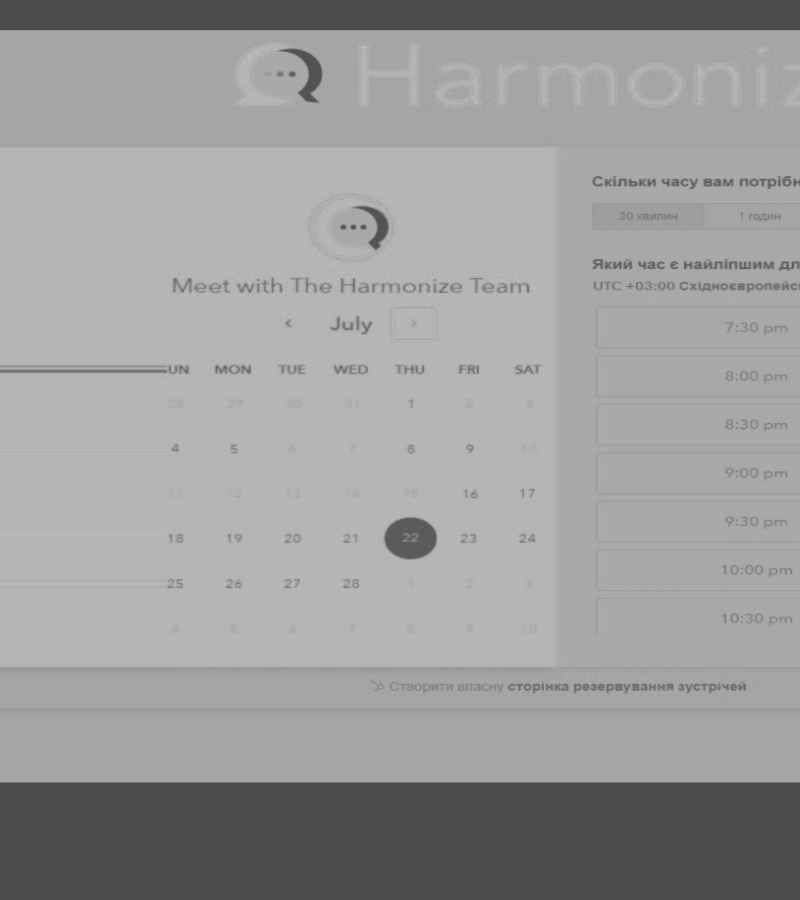 Harmoniz
Meet with The Harmonize Team
< July >
UN MON TUE WED THU FRI SAT
28 29 30 31 1 2 3
4 5 6 7 8 9 10
11 12 13 14 15 16 17
18 19 20 21 22 23 24
25 26 27 28 1 2 3
4 5 6 7 8 9 10
Скільки часу вам потрібн
30 хвилин 1 годин
Який час є найліпшим дл
UTC +03:00 Східноєвропейс
7:30 pm
8:00 pm
8:30 pm
9:00 pm
9:30 pm
10:00 pm
10:30 pm
Створити власну сторінка резервування зустрічей